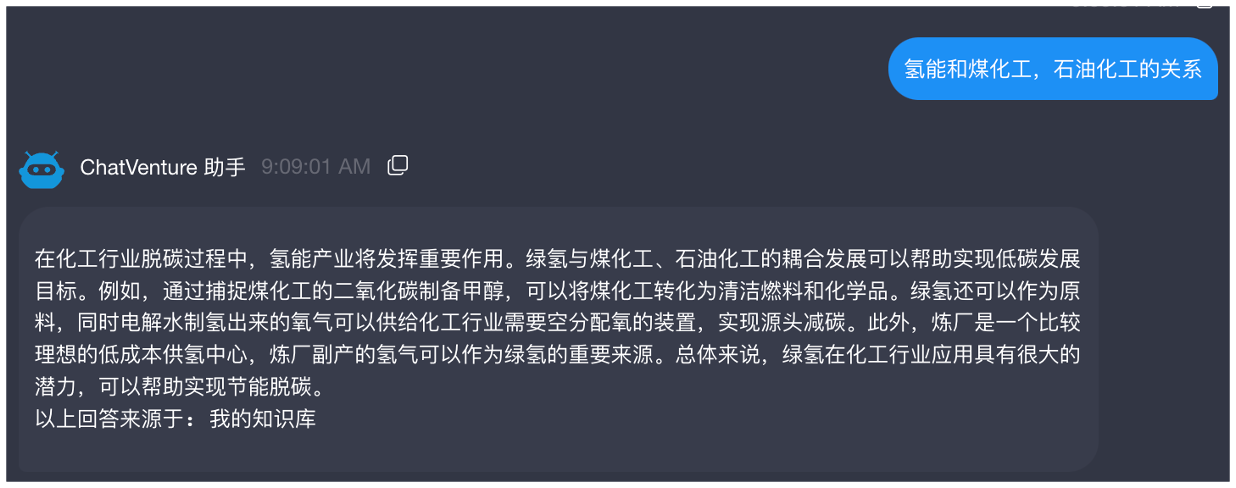 氢能和煤化工，石油化工的关系
ChatVenture 助手 9:09:01 AM
在化工行业脱碳过程中，氢能产业将发挥重要作用。绿氢与煤化工、石油化工的耦合发展可以帮助实现低碳发展
目标。例如，通过捕捉煤化工的二氧化碳制备甲醇，可以将煤化工转化为清洁燃料和化学品。绿氢还可以作为原
料，同时电解水制氢出来的氧气可以供给化工行业需要空分配氧的装置，实现源头减碳。此外，炼厂是一个比较
理想的低成本供氢中心，炼厂副产的氢气可以作为绿氢的重要来源。总体来说，绿氢在化工行业应用具有很大的
潜力，可以帮助实现节能脱碳。
以上回答来源于：我的知识库